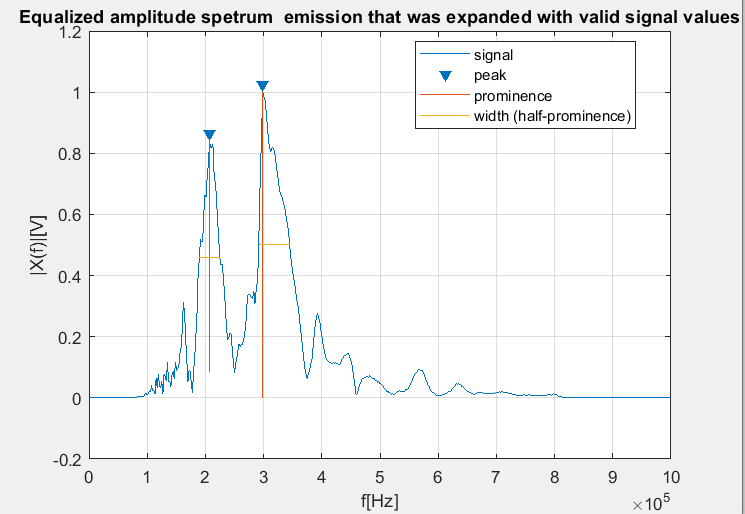 Equalized amplitude spetrum  emission that was expanded with valid signal values
1.2
1
0.8
0.6
0.4
0.2
0
-0.2
|X(f)|[V]
signal
peak
prominence
width (half-prominence)
0 1 2 3 4 5 6 7 8 9 10
f[Hz]
×10^5